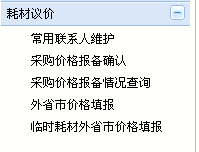 耗材议价
常用联系人维护
采购价格报备确认
采购价格报备情况查询
外省市价格填报
临时耗材外省市价格填报